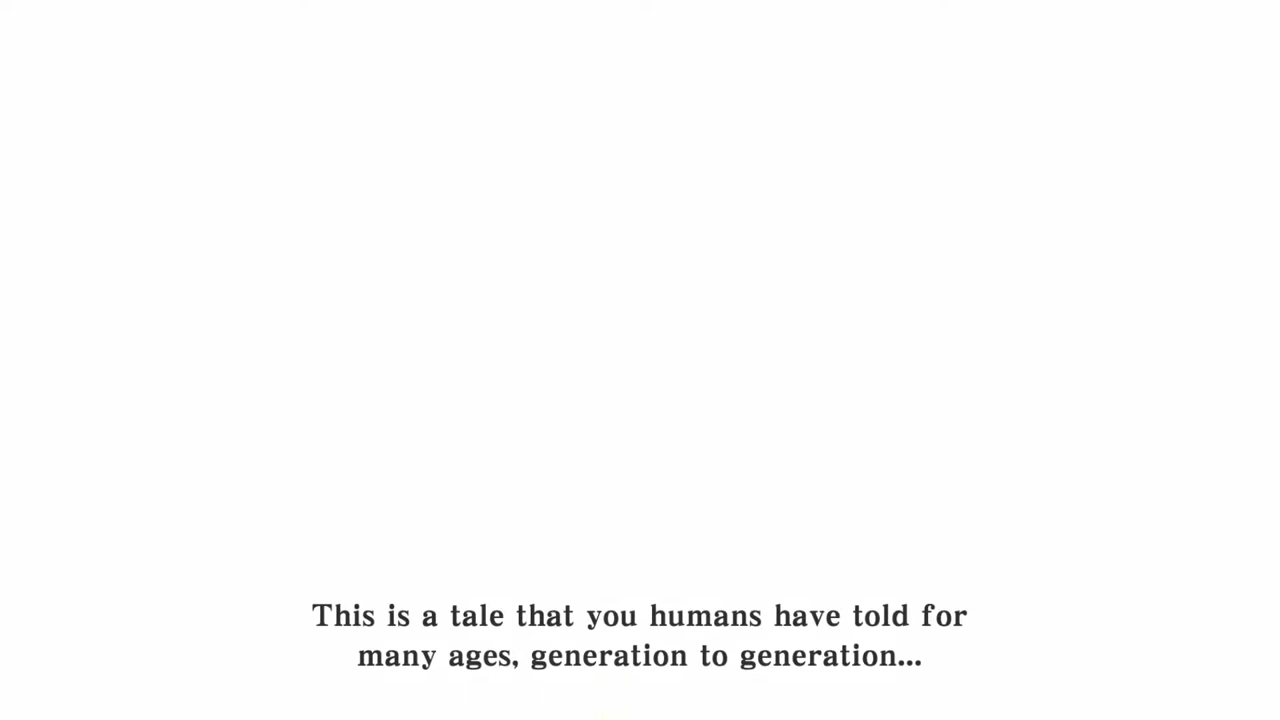 This is a tale that you humans have told for
many ages, generation to generation...